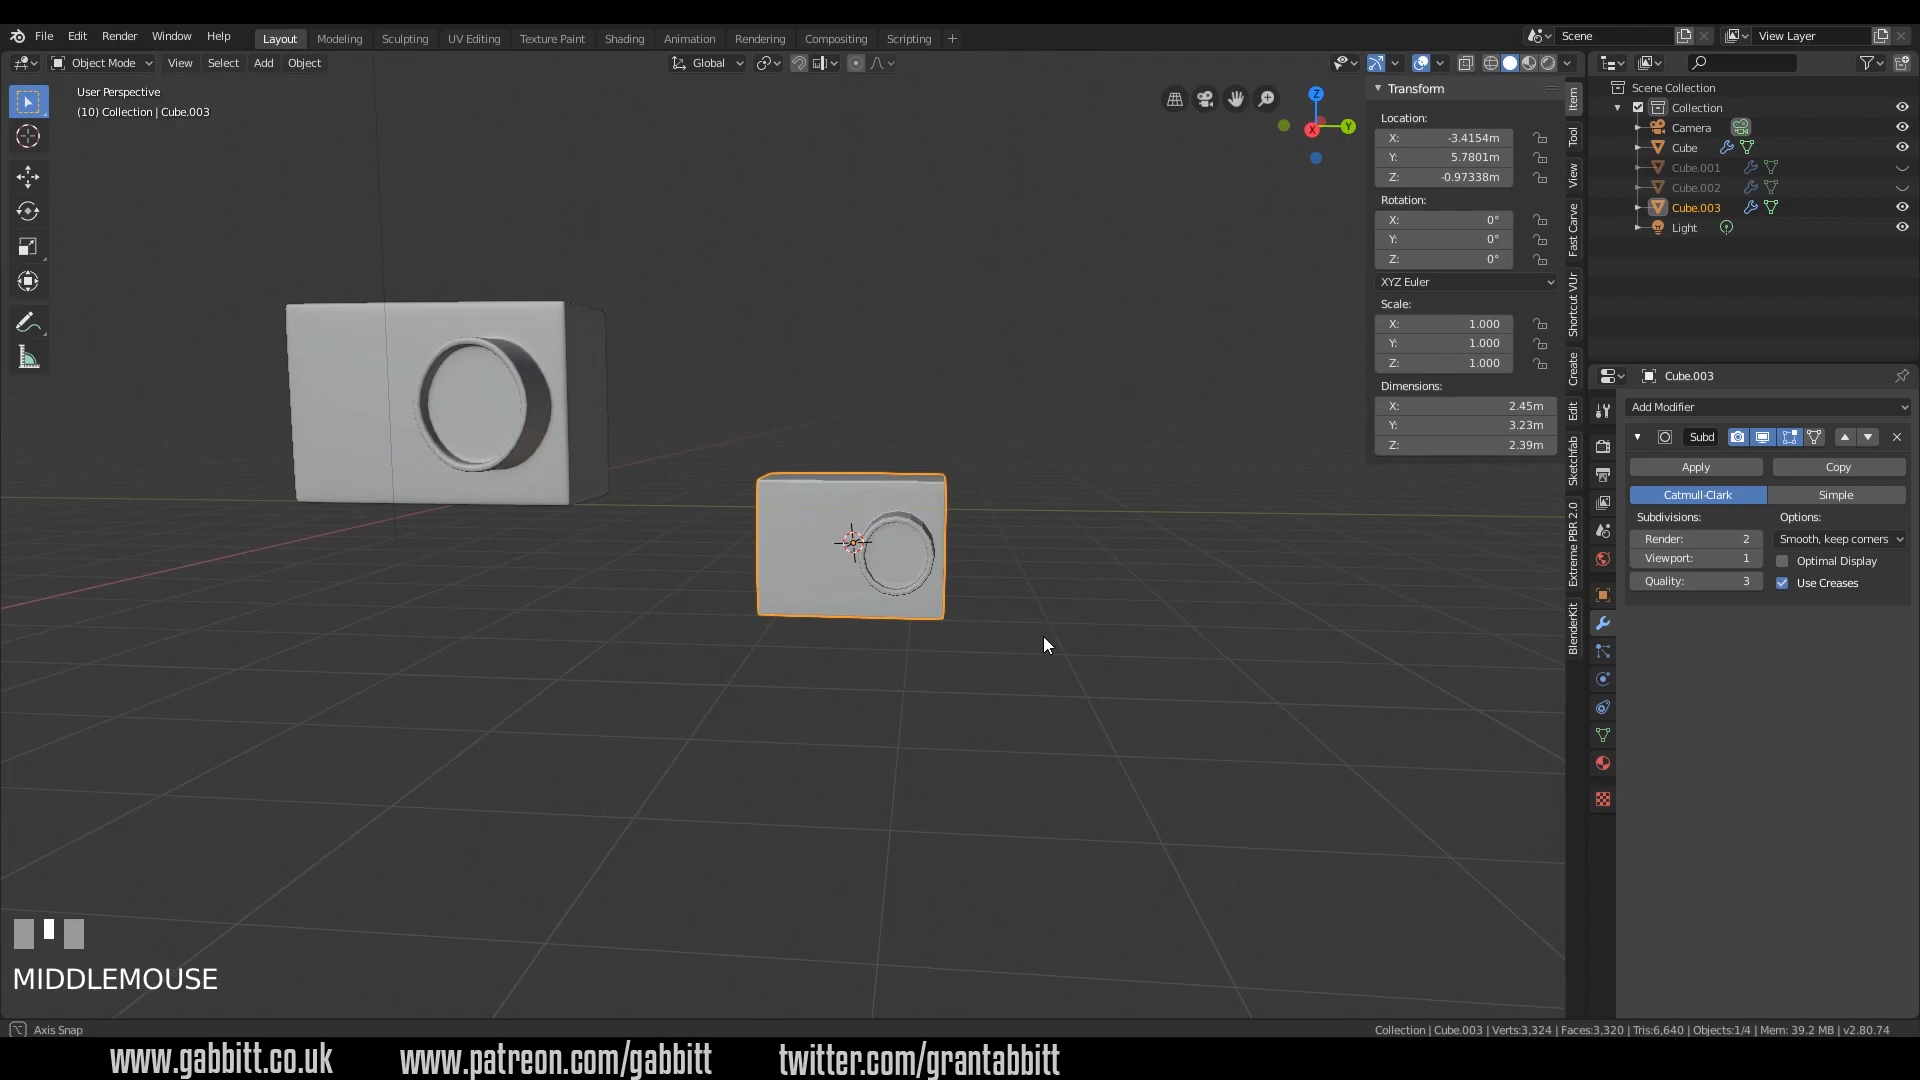 File Edit Render Window Help Layout Modeling Sculpting UV Editing Texture Paint Shading Animation Rendering Compositing Scripting + Scene View Layer
Object Mode View Select Add Object Global
User Perspective
(10) Collection | Cube.003
Z
Y
X
Transform
Location:
X: -3.4154m
Y: 5.7801m
Z: -0.97338m
Rotation:
X: 0°
Y: 0°
Z: 0°
XYZ Euler
Scale:
X: 1.000
Y: 1.000
Z: 1.000
Dimensions:
X: 2.45m
Y: 3.23m
Z: 2.39m
Item
Tool
View
Fast Carve
Shortcut VUr
Create
Edit
Sketchfab
Extreme PBR 2.0
BlenderKit
Scene Collection
Collection
Camera
Cube
Cube.001
Cube.002
Cube.003
Light
Cube.003
Add Modifier
Subd
Apply Copy
Catmull-Clark Simple
Subdivisions: Options:
Render: 2 Smooth, keep corners
Viewport: 1 Optimal Display
Quality: 3 Use Creases
MIDDLEMOUSE
Axis Snap
Collection | Cube.003 | Verts:3,324 | Faces:3,320 | Tris:6,640 | Objects:1/4 | Mem: 39.2 MB | v2.80.74
www.gabbitt.co.uk www.patreon.com/gabbitt twitter.com/grantabbitt